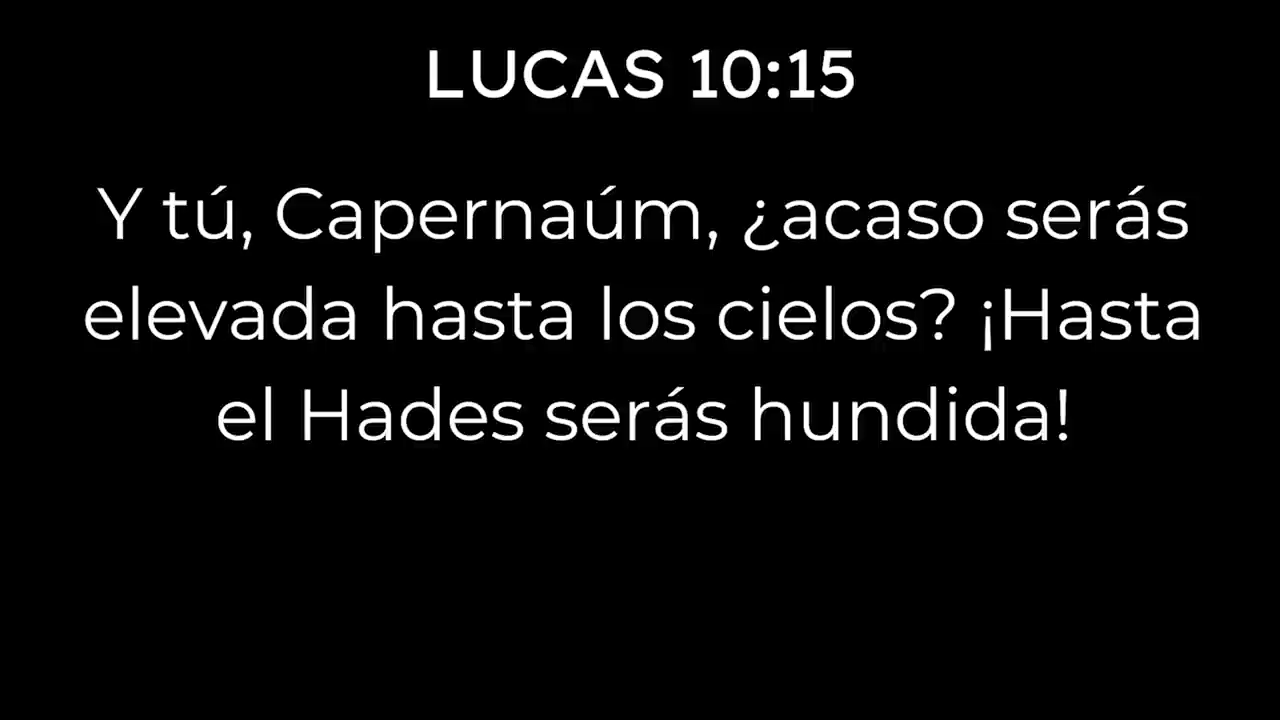 LUCAS 10:15
Y tú, Capernaúm, ¿acaso serás
elevada hasta los cielos? ¡Hasta
el Hades serás hundida!